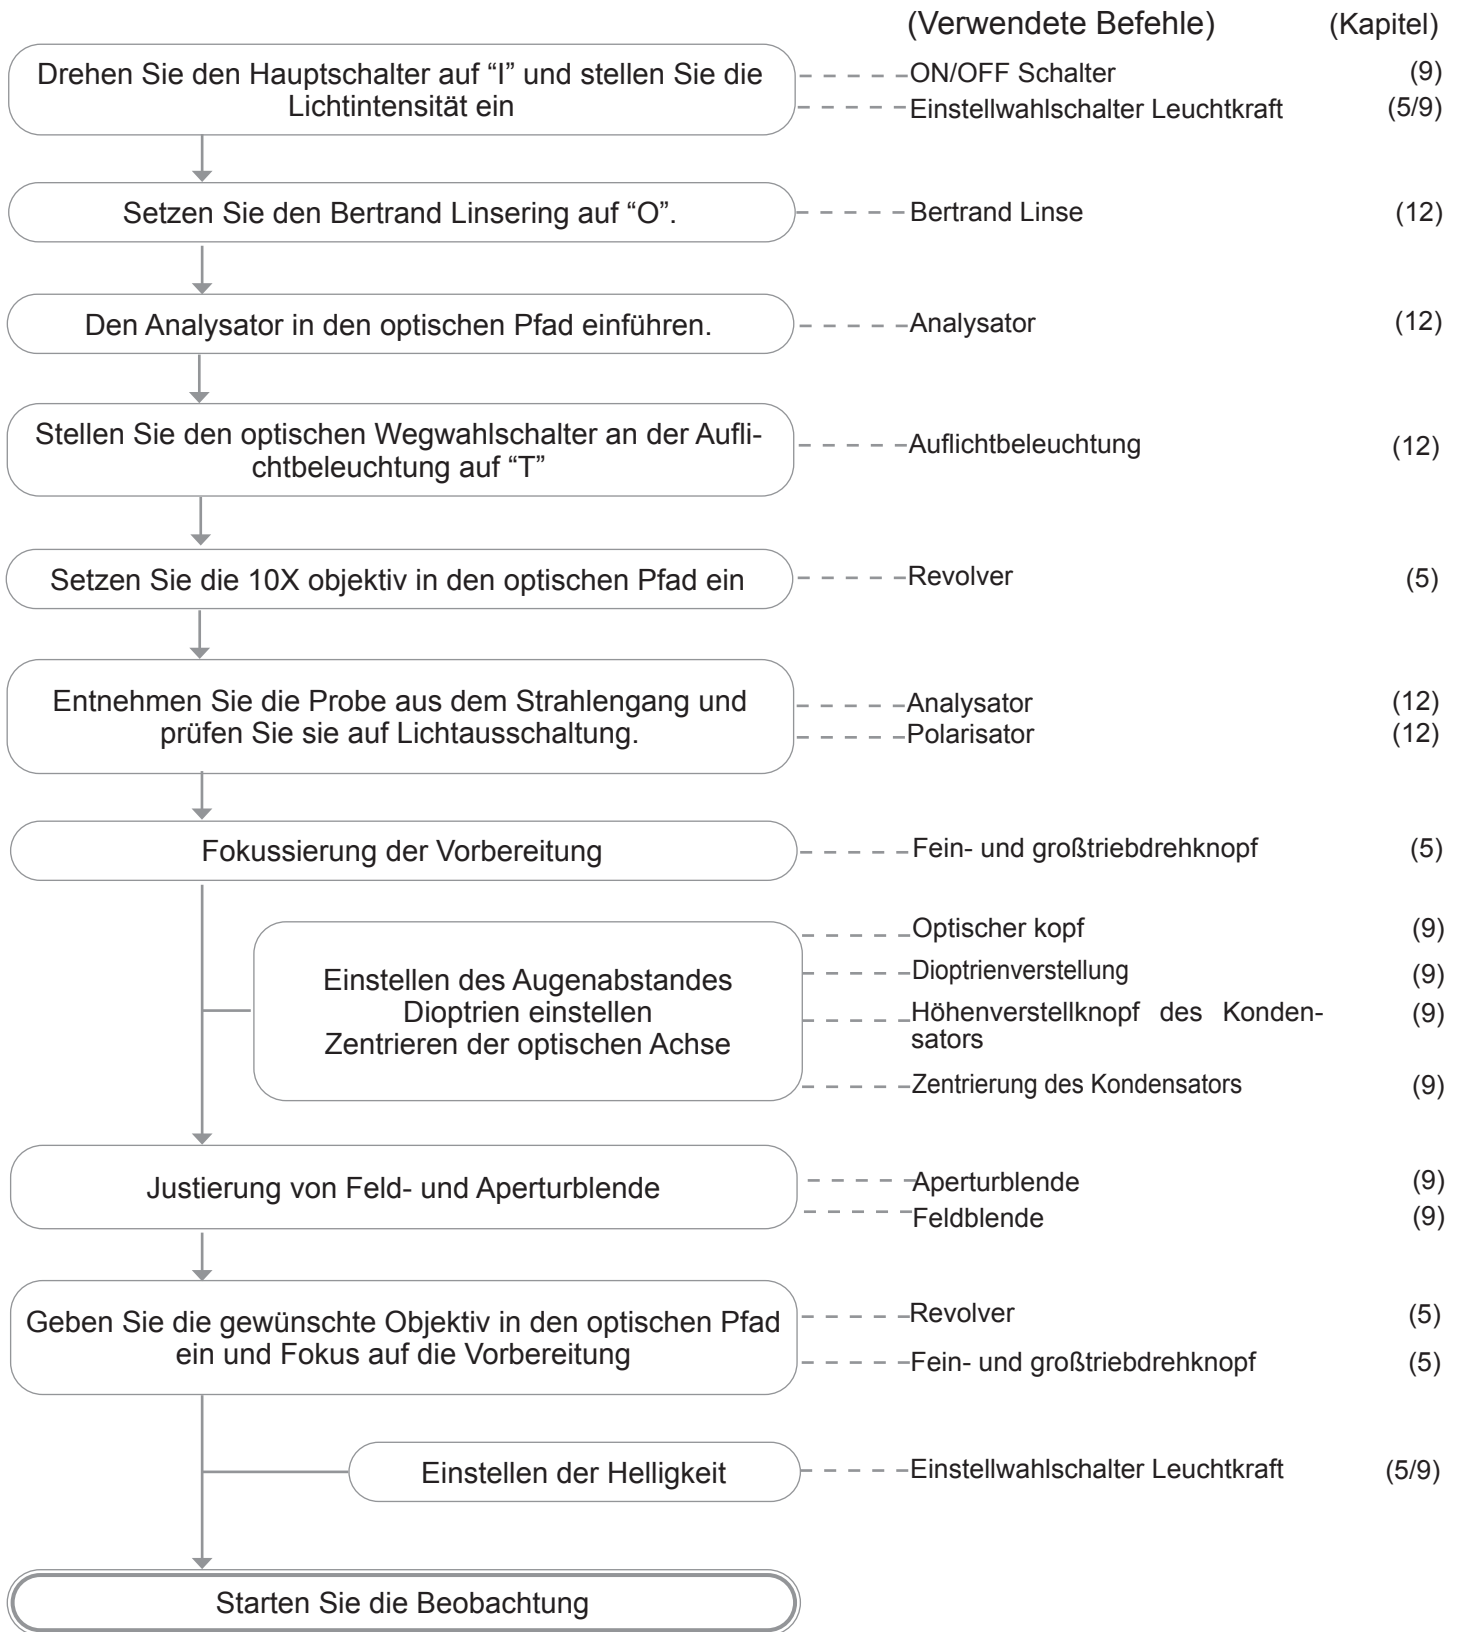 (Verwendete Befehle) (Kapitel)
Drehen Sie den Hauptschalter auf “I” und stellen Sie die
Lichtintensität ein
ON/OFF Schalter (9)
Einstellwahlschalter Leuchtkraft (5/9)
Setzen Sie den Bertrand Linsering auf “O”.
Bertrand Linse (12)
Den Analysator in den optischen Pfad einführen.
Analysator (12)
Stellen Sie den optischen Wegwahlschalter an der Aufli-
chtbeleuchtung auf “T”
Auflichtbeleuchtung (12)
Setzen Sie die 10X objektiv in den optischen Pfad ein
Revolver (5)
Entnehmen Sie die Probe aus dem Strahlengang und
prüfen Sie sie auf Lichtausschaltung.
Analysator (12)
Polarisator (12)
Fokussierung der Vorbereitung
Fein- und großtriebdrehknopf (5)
Einstellen des Augenabstandes
Dioptrien einstellen
Zentrieren der optischen Achse
Optischer kopf (9)
Dioptrienverstellung (9)
Höhenverstellknopf des Konden- (9)
sators
Zentrierung des Kondensators (9)
Justierung von Feld- und Aperturblende
Aperturblende (9)
Feldblende (9)
Geben Sie die gewünschte Objektiv in den optischen Pfad
ein und Fokus auf die Vorbereitung
Revolver (5)
Fein- und großtriebdrehknopf (5)
Einstellen der Helligkeit
Einstellwahlschalter Leuchtkraft (5/9)
Starten Sie die Beobachtung